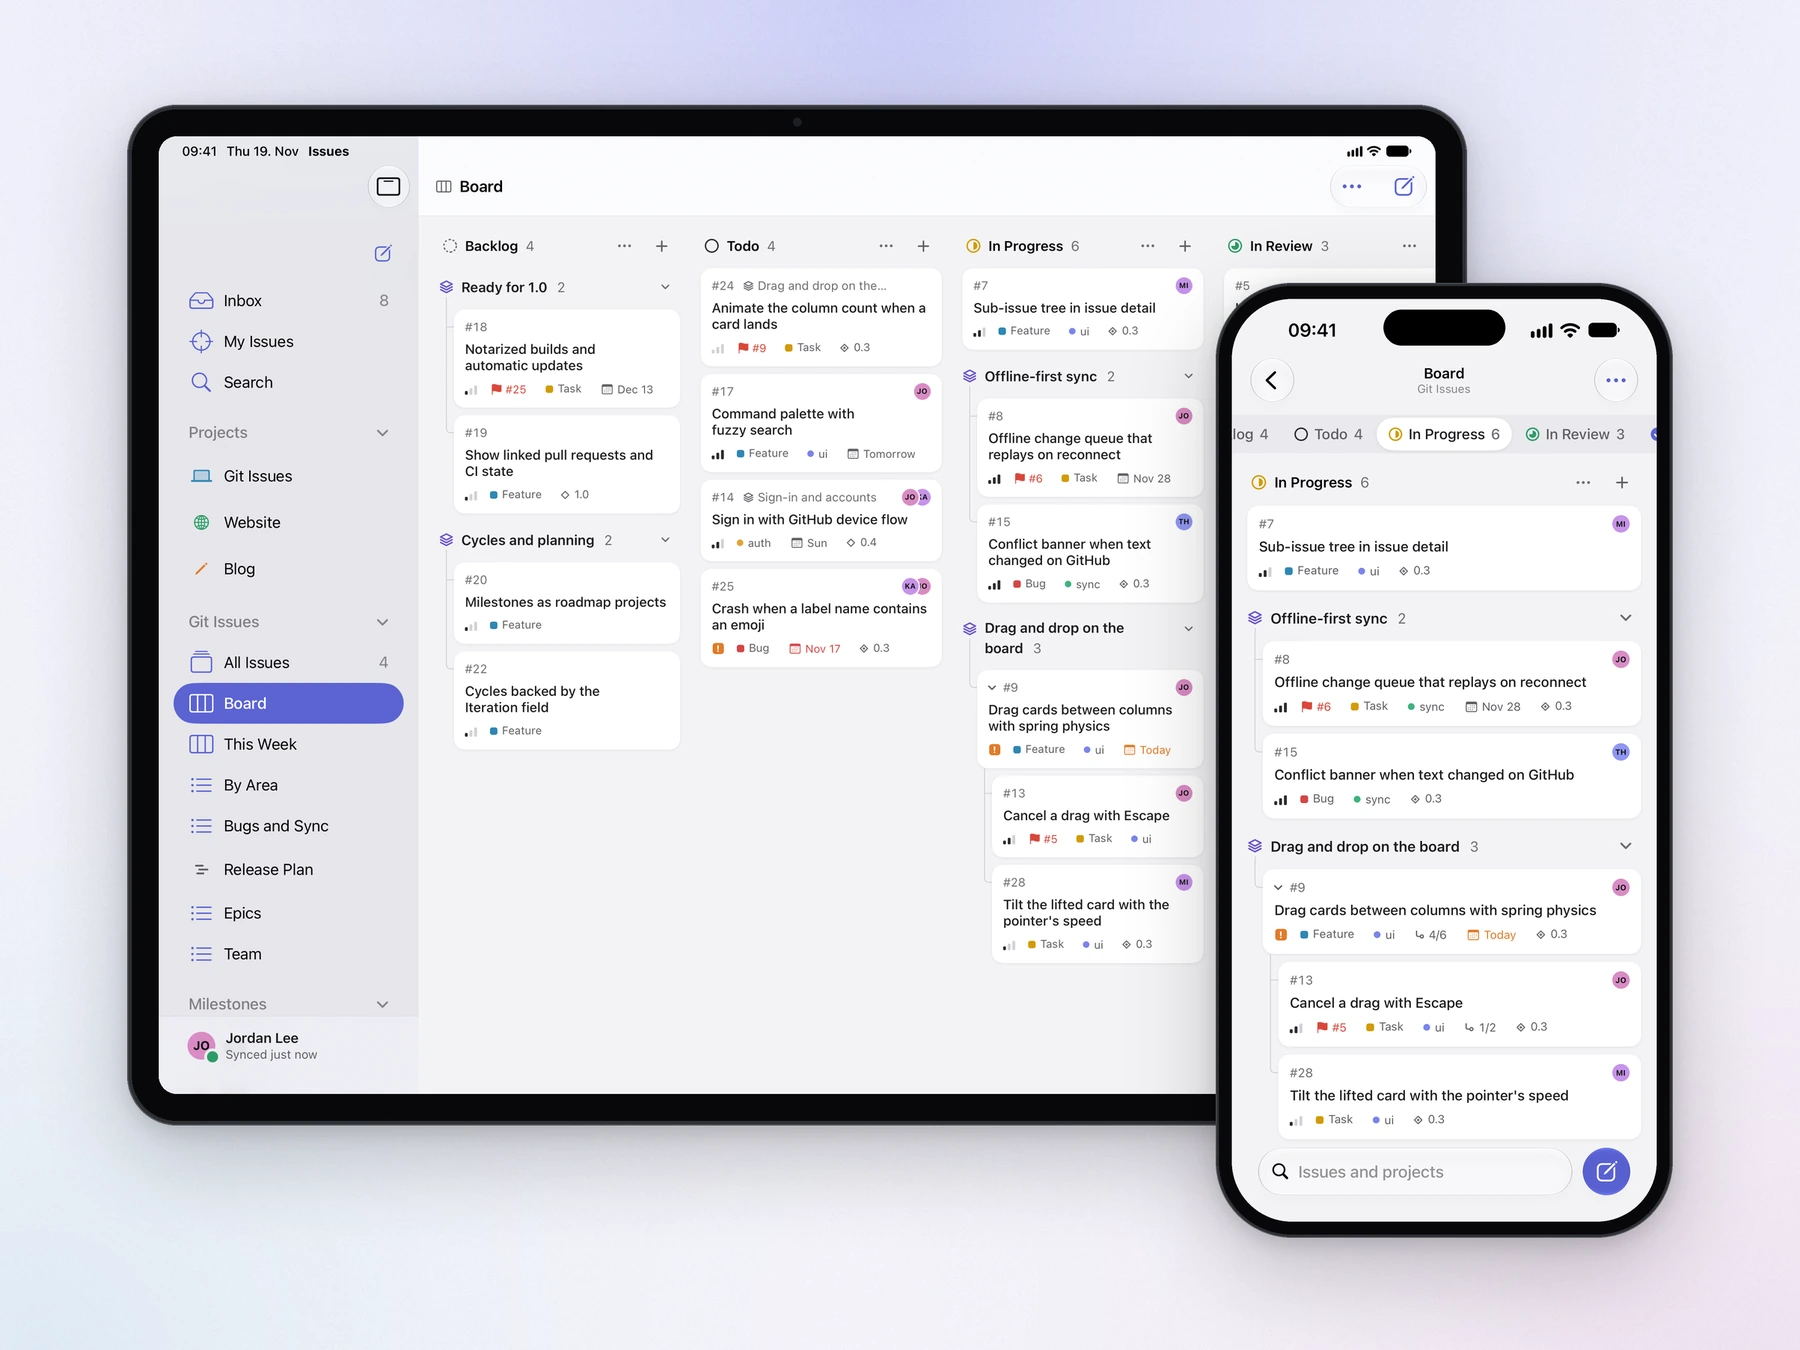 09:41 Thu 19. Nov Issues
Inbox 8
My Issues
Search
Projects
Git Issues
Website
Blog
Git Issues
All Issues 4
Board
This Week
By Area
Bugs and Sync
Release Plan
Epics
Team
Milestones
JO
Jordan Lee
Synced just now
Board
Backlog 4
Ready for 1.0 2
#18
Notarized builds and
automatic updates
#25 Task Dec 13
#19
Show linked pull requests and
CI state
Feature 1.0
Cycles and planning 2
#20
Milestones as roadmap projects
Feature
#22
Cycles backed by the
Iteration field
Feature
Todo 4
#24 Drag and drop on the...
Animate the column count when a
card lands
#9 Task 0.3
#17 JO
Command palette with
fuzzy search
Feature ui Tomorrow
#14 Sign-in and accounts JO
Sign in with GitHub device flow
auth Sun 0.4
#25 KA
Crash when a label name contains
an emoji
Bug Nov 17 0.3
In Progress 6
#7 MI
Sub-issue tree in issue detail
Feature ui 0.3
Offline-first sync 2
#8 JO
Offline change queue that
replays on reconnect
#6 Task Nov 28
#15 TH
Conflict banner when text
changed on GitHub
Bug sync 0.3
Drag and drop on the
board 3
#9 JO
Drag cards between columns
with spring physics
Feature ui Today
#13 JO
Cancel a drag with Escape
#5 Task ui
#28 MI
Tilt the lifted card with the
pointer's speed
Task ui 0.3
In Review 3
#5
09:41
Board
Git Issues
log 4 Todo 4 In Progress 6 In Review 3
In Progress 6
#7 MI
Sub-issue tree in issue detail
Feature ui 0.3
Offline-first sync 2
#8 JO
Offline change queue that replays on reconnect
#6 Task sync Nov 28 0.3
#15 TH
Conflict banner when text changed on GitHub
Bug sync 0.3
Drag and drop on the board 3
#9 JO
Drag cards between columns with spring physics
Feature ui 4/6 Today 0.3
#13 JO
Cancel a drag with Escape
#5 Task ui 1/2 0.3
#28 MI
Tilt the lifted card with the pointer's speed
Task ui 0.3
Issues and projects